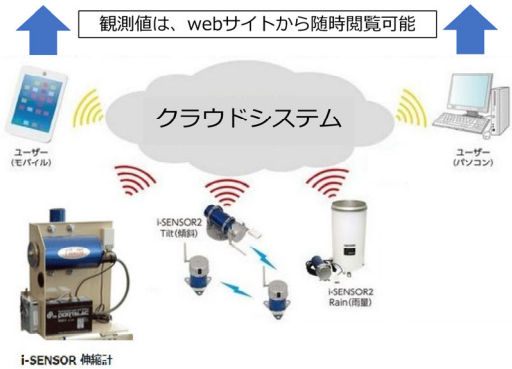 観測値は、webサイトから随時閲覧可能
クラウドシステム
ユーザー
(モバイル)
ユーザー
(パソコン)
i-SENSOR2
Tilt(傾斜)
i-SENSOR2
Rain(雨量)
i-SENSOR 伸縮計